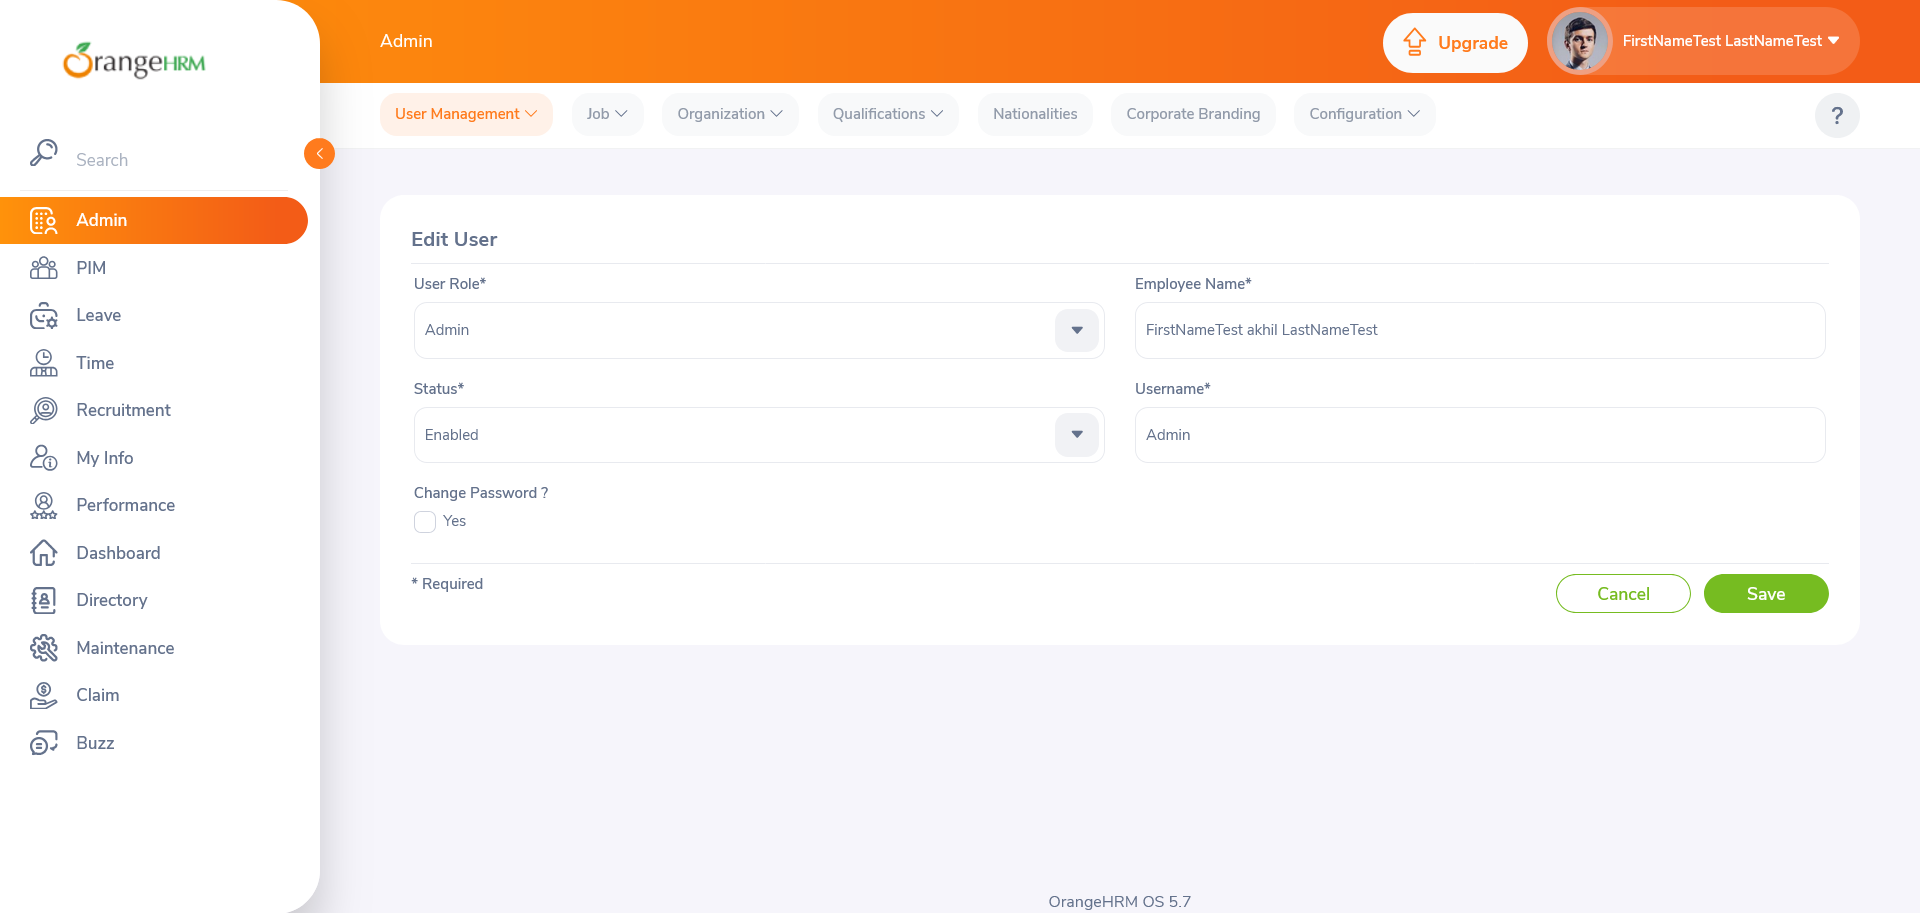 OrangeHRM
Search
Admin
PIM
Leave
Time
Recruitment
My Info
Performance
Dashboard
Directory
Maintenance
Claim
Buzz
Admin
Upgrade
FirstNameTest LastNameTest
User Management
Job
Organization
Qualifications
Nationalities
Corporate Branding
Configuration
?
Edit User
User Role*
Admin
Employee Name*
FirstNameTest akhil LastNameTest
Status*
Enabled
Username*
Admin
Change Password ?
Yes
* Required
Cancel
Save
OrangeHRM OS 5.7